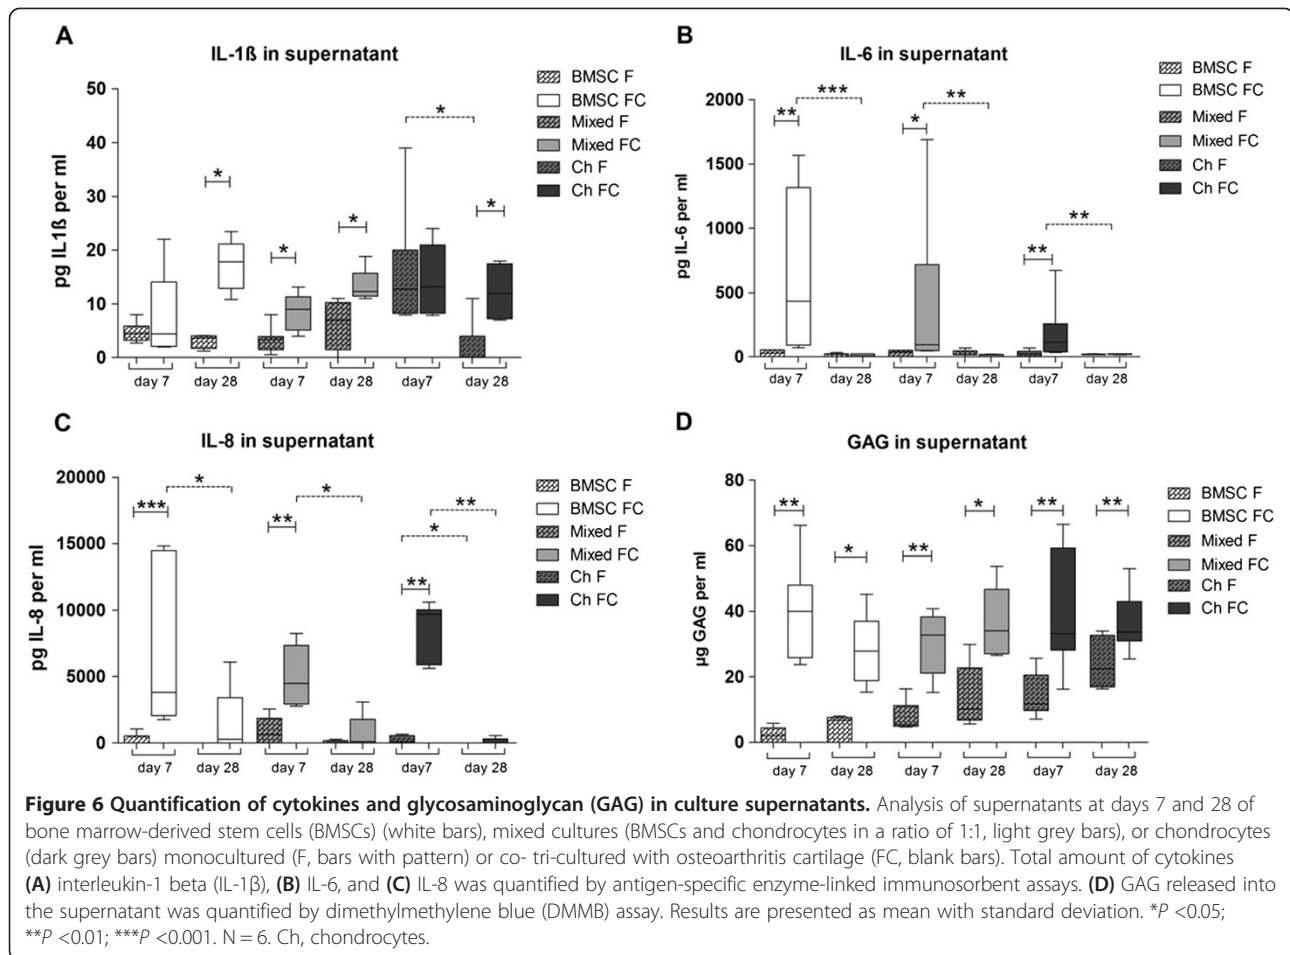 A
IL-1ß in supernatant
pg IL1ß per ml
50
40
30
20
10
0
*
*
*
*
*
*
day 7
day 28
day 7
day 28
day7
day 28
BMSC F
BMSC FC
Mixed F
Mixed FC
Ch F
Ch FC
B
IL-6 in supernatant
pg IL-6 per ml
2000
1500
1000
500
0
**
***
*
**
**
**
day 7
day 28
day 7
day 28
day7
day 28
BMSC F
BMSC FC
Mixed F
Mixed FC
Ch F
Ch FC
C
IL-8 in supernatant
pg IL-8 per ml
20000
15000
10000
5000
0
***
*
**
*
**
*
**
day 7
day 28
day 7
day 28
day7
day 28
BMSC F
BMSC FC
Mixed F
Mixed FC
Ch F
Ch FC
D
GAG in supernatant
µg GAG per ml
80
60
40
20
0
**
*
**
*
**
**
day 7
day 28
day 7
day 28
day7
day 28
BMSC F
BMSC FC
Mixed F
Mixed FC
Ch F
Ch FC
Figure 6 Quantification of cytokines and glycosaminoglycan (GAG) in culture supernatants. Analysis of supernatants at days 7 and 28 of
bone marrow-derived stem cells (BMSCs) (white bars), mixed cultures (BMSCs and chondrocytes in a ratio of 1:1, light grey bars), or chondrocytes
(dark grey bars) monocultured (F, bars with pattern) or co- tri-cultured with osteoarthritis cartilage (FC, blank bars). Total amount of cytokines
(A) interleukin-1 beta (IL-1β), (B) IL-6, and (C) IL-8 was quantified by antigen-specific enzyme-linked immunosorbent assays. (D) GAG released into
the supernatant was quantified by dimethylmethylene blue (DMMB) assay. Results are presented as mean with standard deviation. *P <0.05;
**P <0.01; ***P <0.001. N = 6. Ch, chondrocytes.